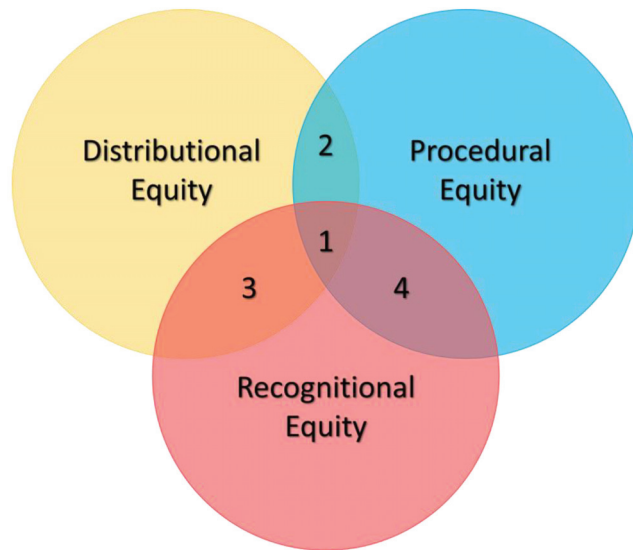 Distributional
Equity
2
Procedural
Equity
1
3
4
Recognitional
Equity